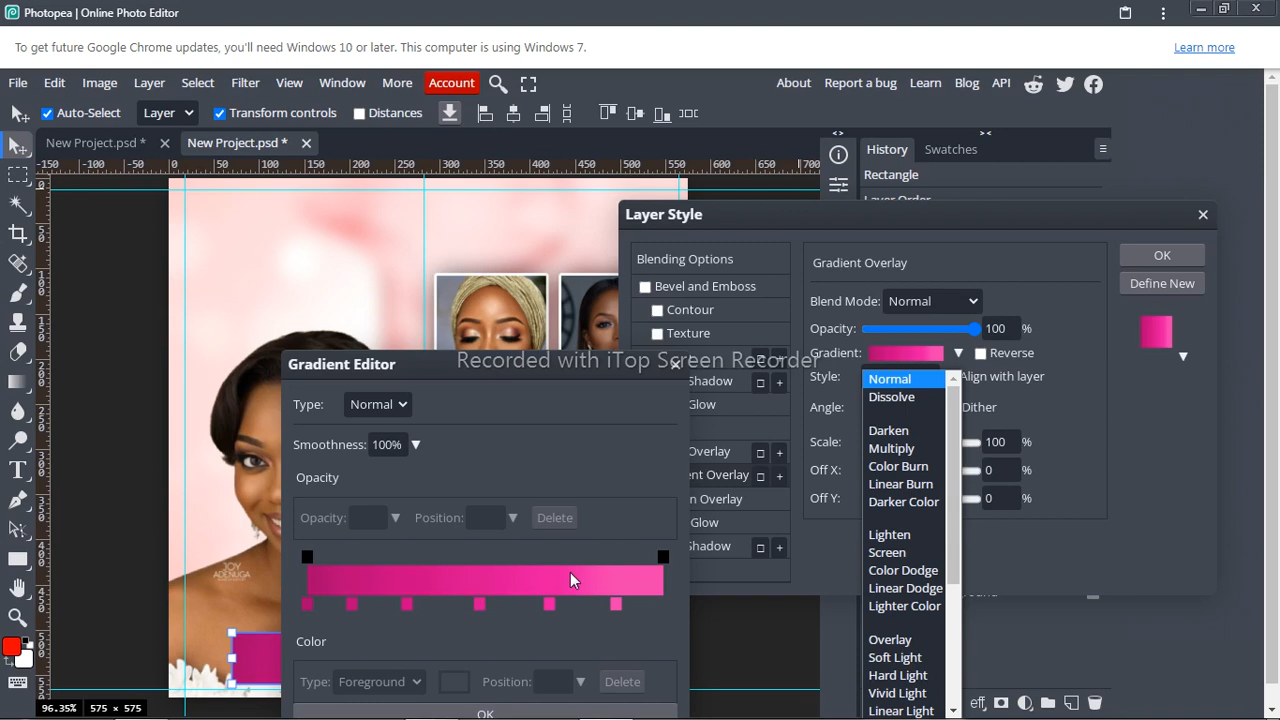 Photopea | Online Photo Editor
To get future Google Chrome updates, you'll need Windows 10 or later. This computer is using Windows 7.
Learn more
File Edit Image Layer Select Filter View Window More Account
About Report a bug Learn Blog API
Auto-Select Layer Transform controls Distances
New Project.psd *
New Project.psd *
History Swatches
-150 -100 -50 0 50 100 150 200 250 300 350 400 450 500 550 600 650 700
Rectangle
Layer Order
Layer Style
Blending Options
Gradient Overlay
OK
Define New
Bevel and Emboss
Blend Mode: Normal
Contour
Opacity: 100 %
Texture
Gradient: Reverse
Recorded with iTop Screen Recorder
Shadow
Style: Align with layer
Glow
Angle: Dither
Overlay
Scale: 100 %
ent Overlay
Off X: 0 %
n Overlay
Off Y: 0 %
Glow
Shadow
Normal
Dissolve
Darken
Multiply
Color Burn
Linear Burn
Darker Color
Lighten
Screen
Color Dodge
Linear Dodge
Lighter Color
Overlay
Soft Light
Hard Light
Vivid Light
Linear Light
Gradient Editor
Type: Normal
Smoothness: 100%
Opacity
Opacity: Position: Delete
Color
Type: Foreground Position: Delete
OK
JOY
ADENUGA
96.35% 575 × 575
eff